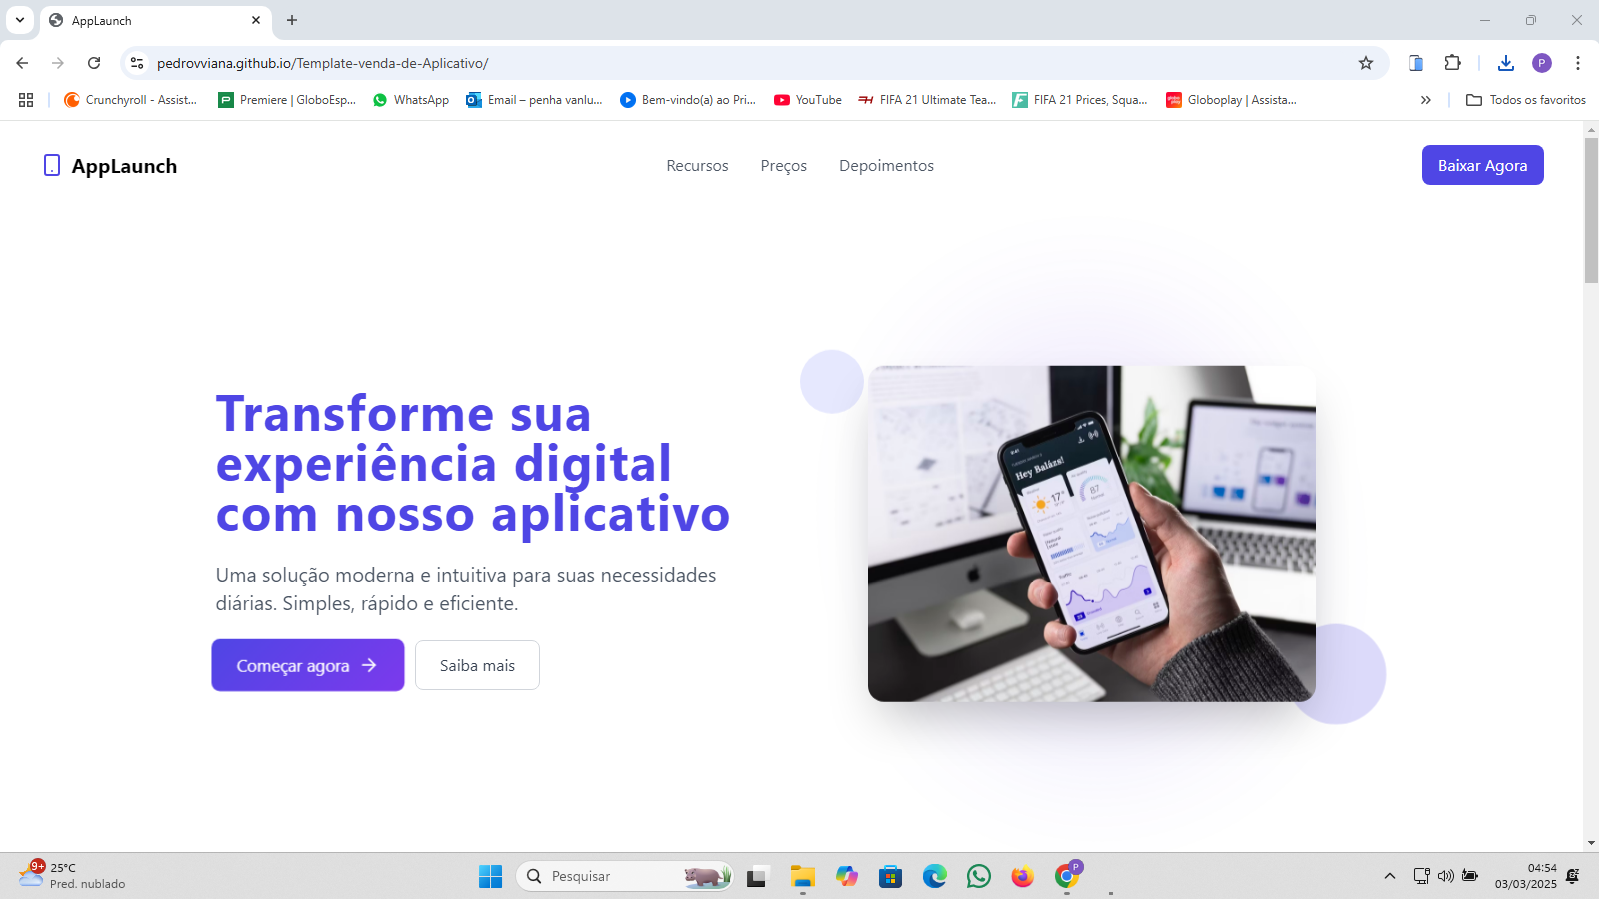 AppLaunch
pedrovviana.github.io/Template-venda-de-Aplicativo/
P
Crunchyroll - Assist...
Premiere | GloboEsp...
WhatsApp
Email – penha vanlu...
Bem-vindo(a) ao Pri...
YouTube
FIFA 21 Ultimate Tea...
FIFA 21 Prices, Squa...
Globoplay | Assista...
Todos os favoritos
AppLaunch
Recursos
Preços
Depoimentos
Baixar Agora
Transforme sua
experiência digital
com nosso aplicativo
Uma solução moderna e intuitiva para suas necessidades
diárias. Simples, rápido e eficiente.
Começar agora
Saiba mais
Hey Balázs!
17°
87
9+
25°C
Pred. nublado
Pesquisar
P
04:54
03/03/2025